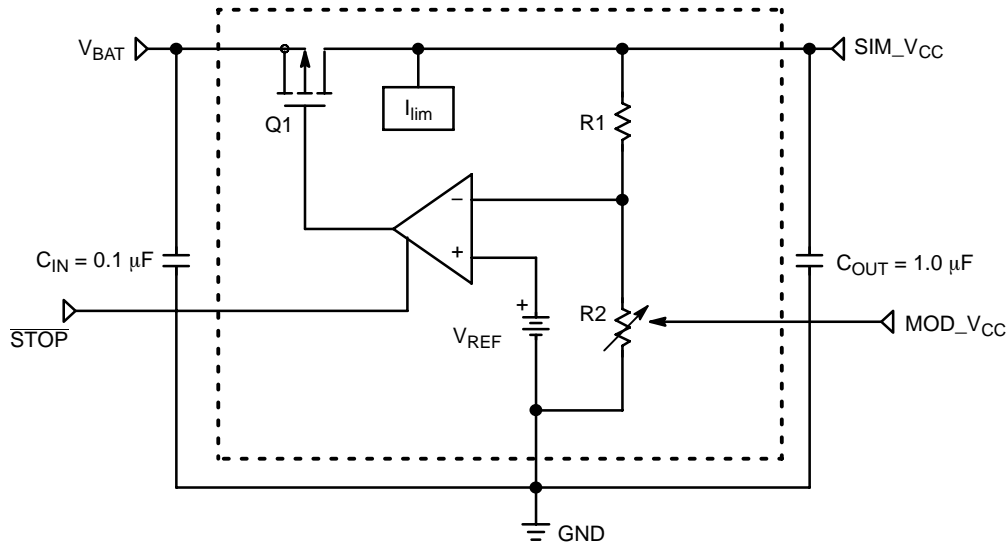 V_BAT
SIM_V_CC
Q1
I_lim
R1
−
+
C_IN = 0.1 μF
C_OUT = 1.0 μF
+
V_REF
R2
MOD_V_CC
STOP
GND